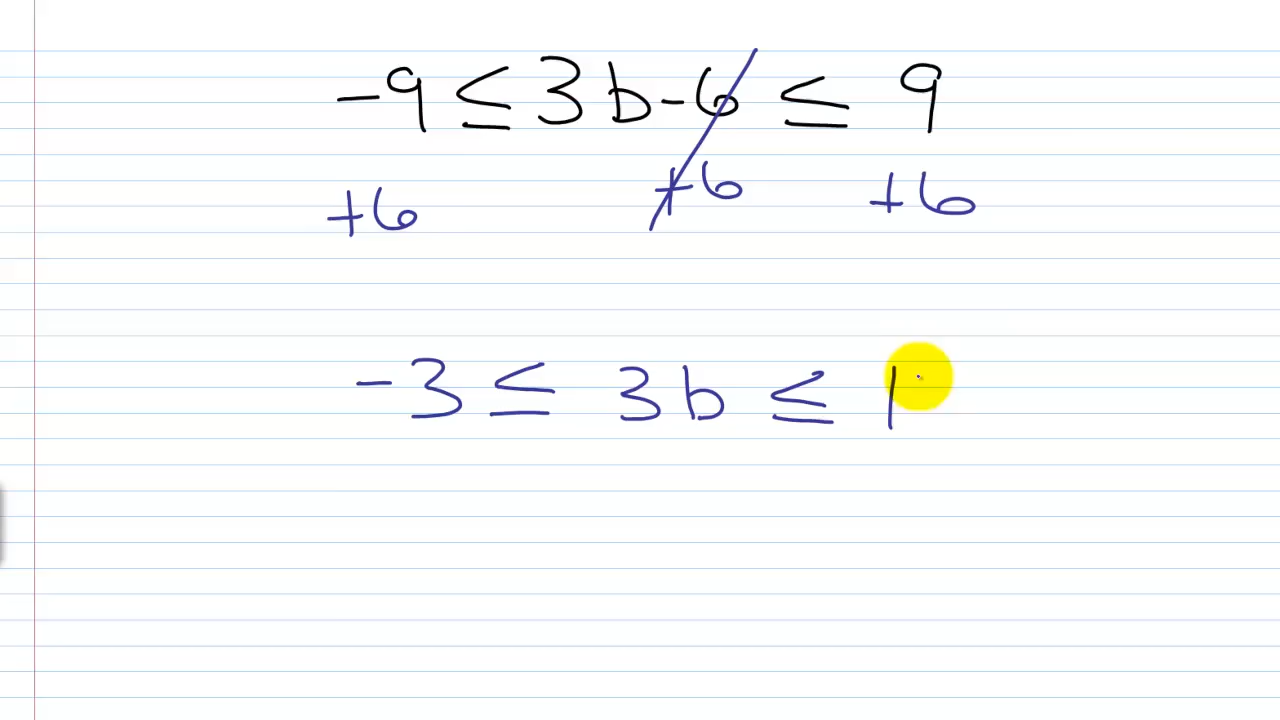 -9 ≤ 3b-6 ≤ 9
+6 +6 +6
-3 ≤ 3b ≤ 1